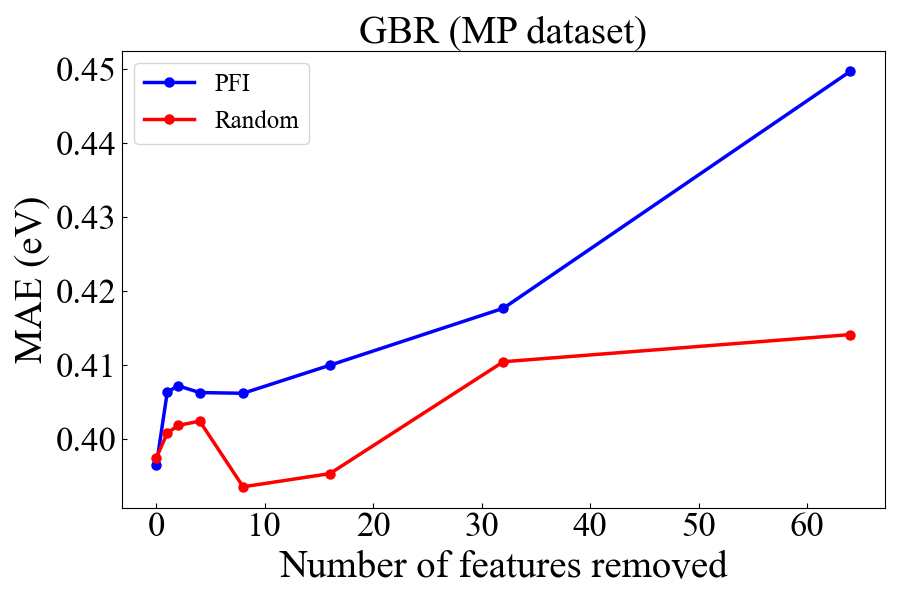 GBR (MP dataset)
PFI
Random
0.45
0.44
0.43
0.42
0.41
0.40
MAE (eV)
0 10 20 30 40 50 60
Number of features removed